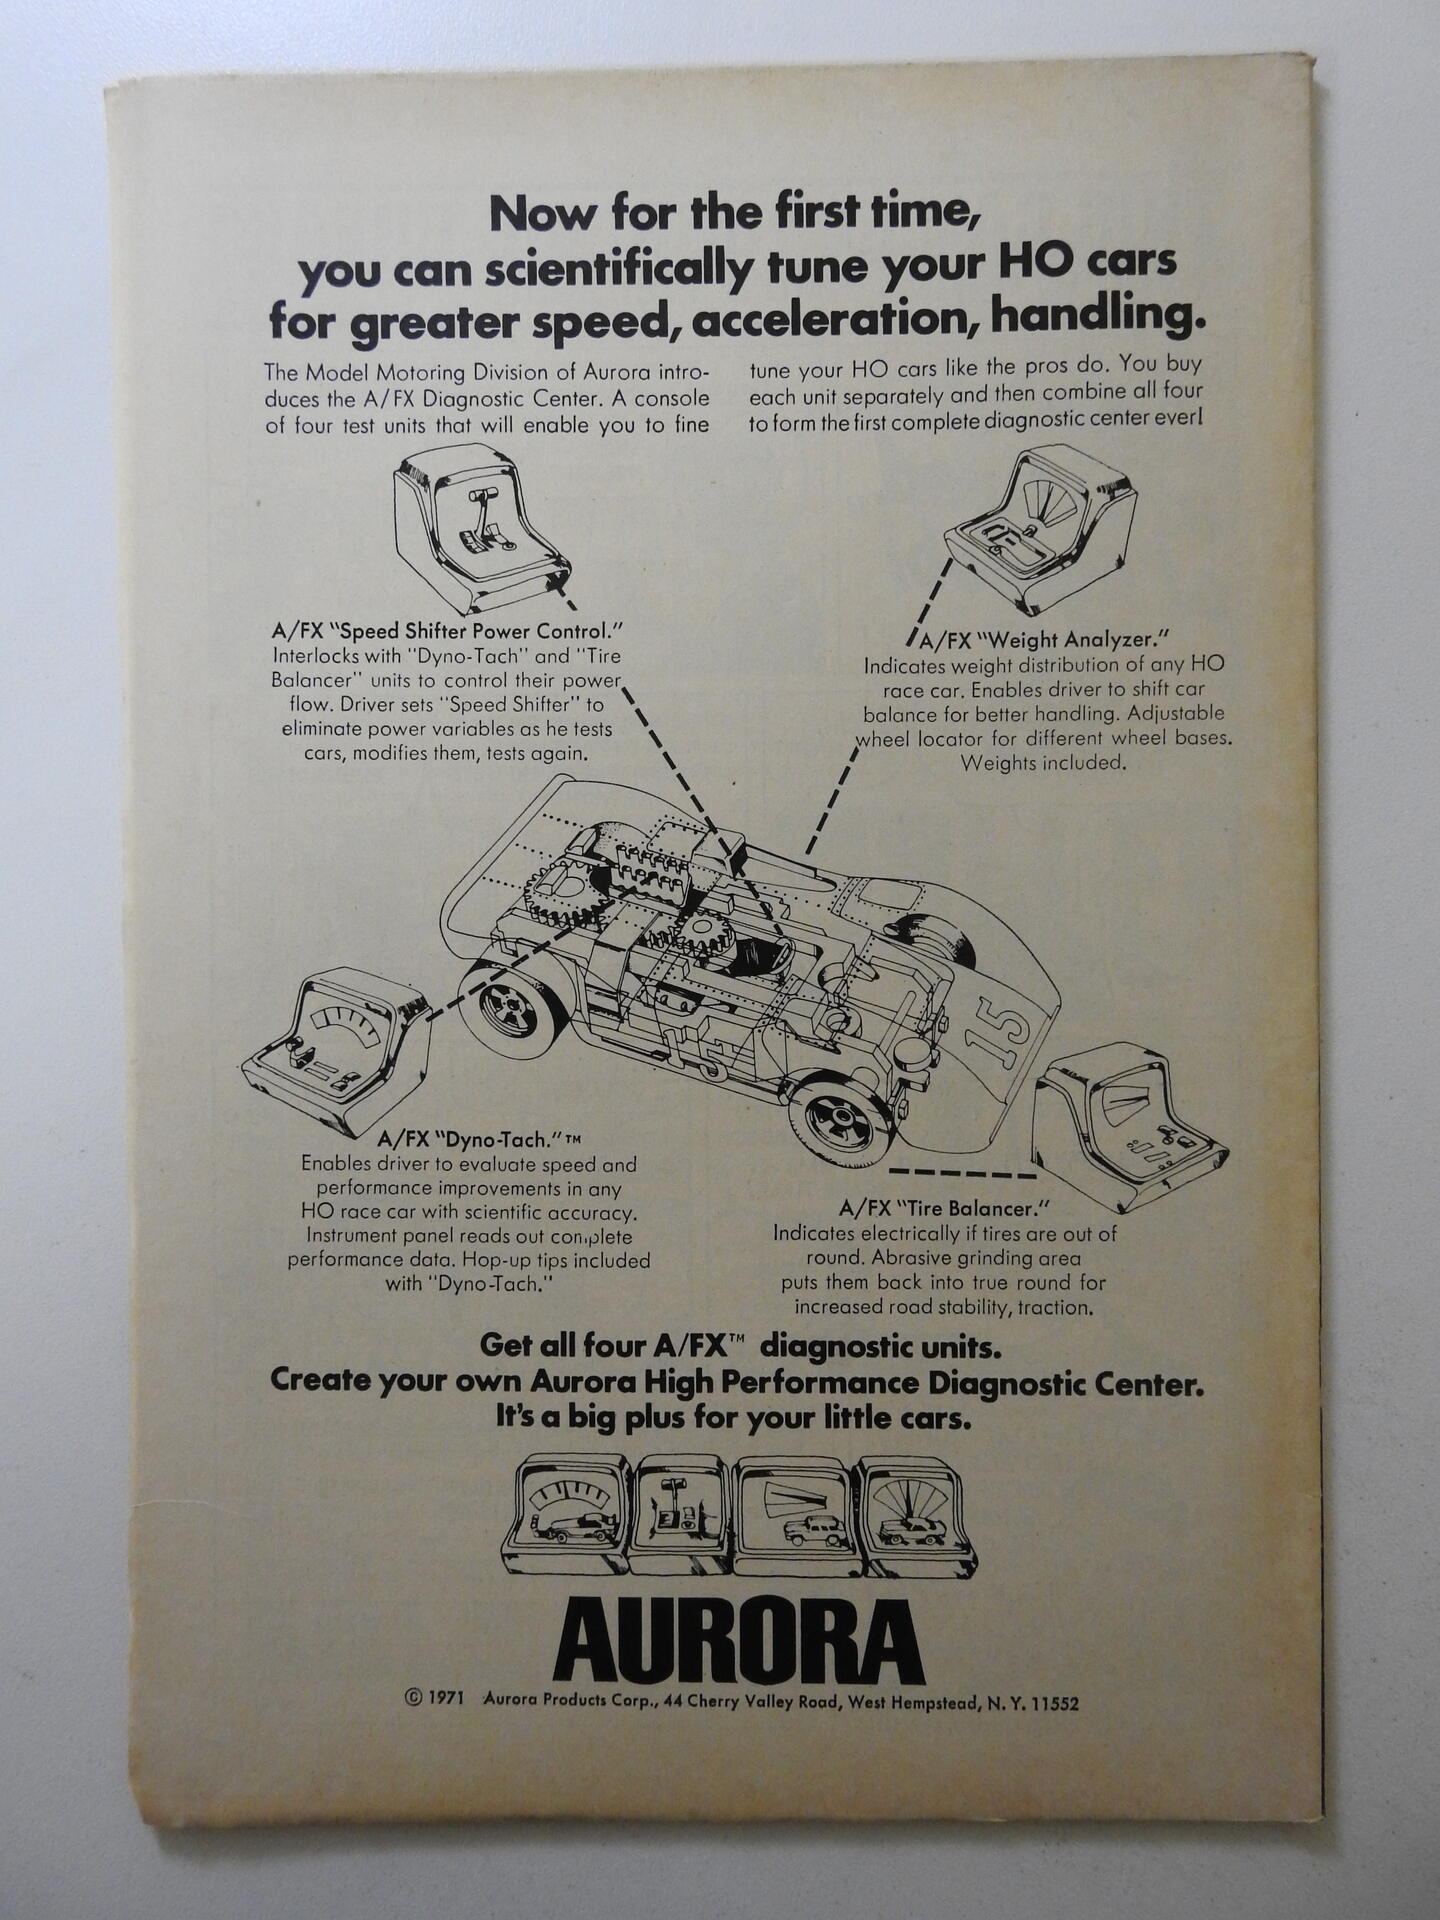 Now for the first time,
you can scientifically tune your HO cars
for greater speed, acceleration, handling.
The Model Motoring Division of Aurora intro-
duces the A/FX Diagnostic Center. A console
of four test units that will enable you to fine
tune your HO cars like the pros do. You buy
each unit separately and then combine all four
to form the first complete diagnostic center ever!
A/FX "Speed Shifter Power Control."
Interlocks with "Dyno-Tach" and "Tire
Balancer" units to control their power
flow. Driver sets "Speed Shifter" to
eliminate power variables as he tests
cars, modifies them, tests again.
A/FX "Weight Analyzer."
Indicates weight distribution of any HO
race car. Enables driver to shift car
balance for better handling. Adjustable
wheel locator for different wheel bases.
Weights included.
15
15
A/FX "Dyno-Tach."™
Enables driver to evaluate speed and
performance improvements in any
HO race car with scientific accuracy.
Instrument panel reads out complete
performance data. Hop-up tips included
with "Dyno-Tach."
A/FX "Tire Balancer."
Indicates electrically if tires are out of
round. Abrasive grinding area
puts them back into true round for
increased road stability, traction.
Get all four A/FX™ diagnostic units.
Create your own Aurora High Performance Diagnostic Center.
It's a big plus for your little cars.
AURORA
© 1971 Aurora Products Corp., 44 Cherry Valley Road, West Hempstead, N. Y. 11552